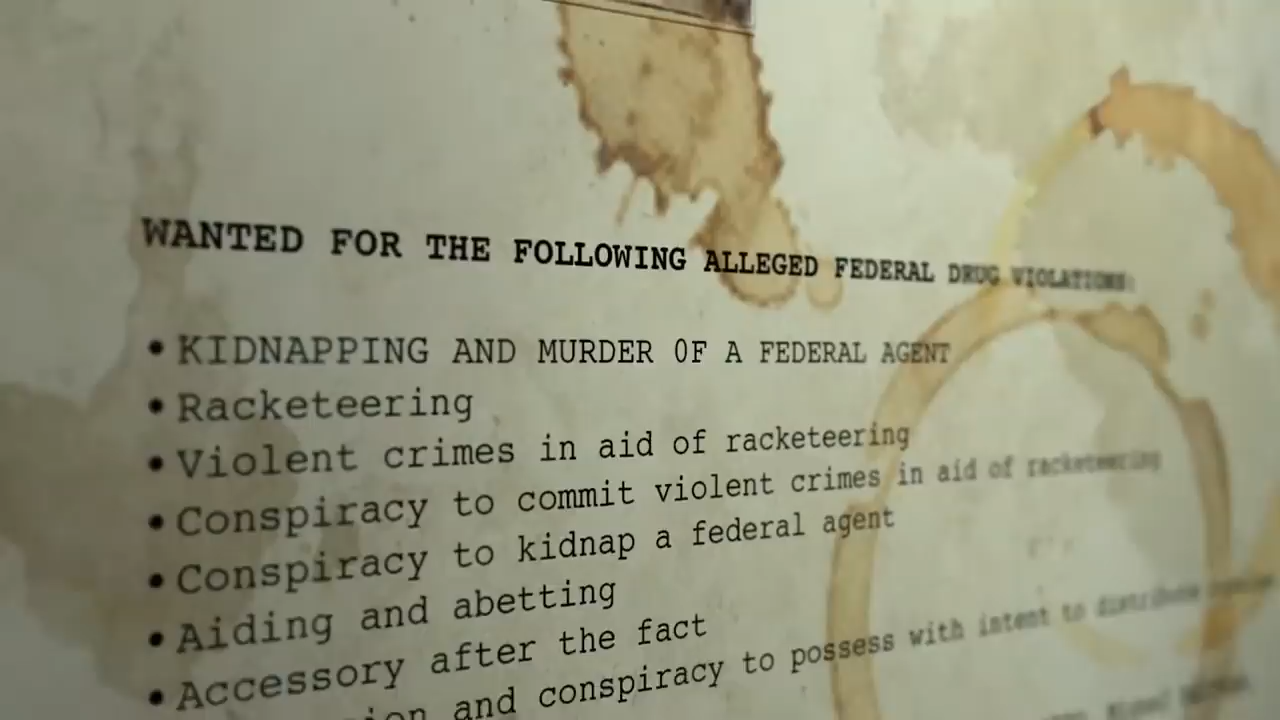 WANTED FOR THE FOLLOWING ALLEGED FEDERAL DRUG VIOLATIONS:
• KIDNAPPING AND MURDER OF A FEDERAL AGENT
• Racketeering
• Violent crimes in aid of racketeering
• Conspiracy to commit violent crimes in aid of racketeering
• Conspiracy to kidnap a federal agent
• Aiding and abetting
• Accessory after the fact
and conspiracy to possess with intent to distribute